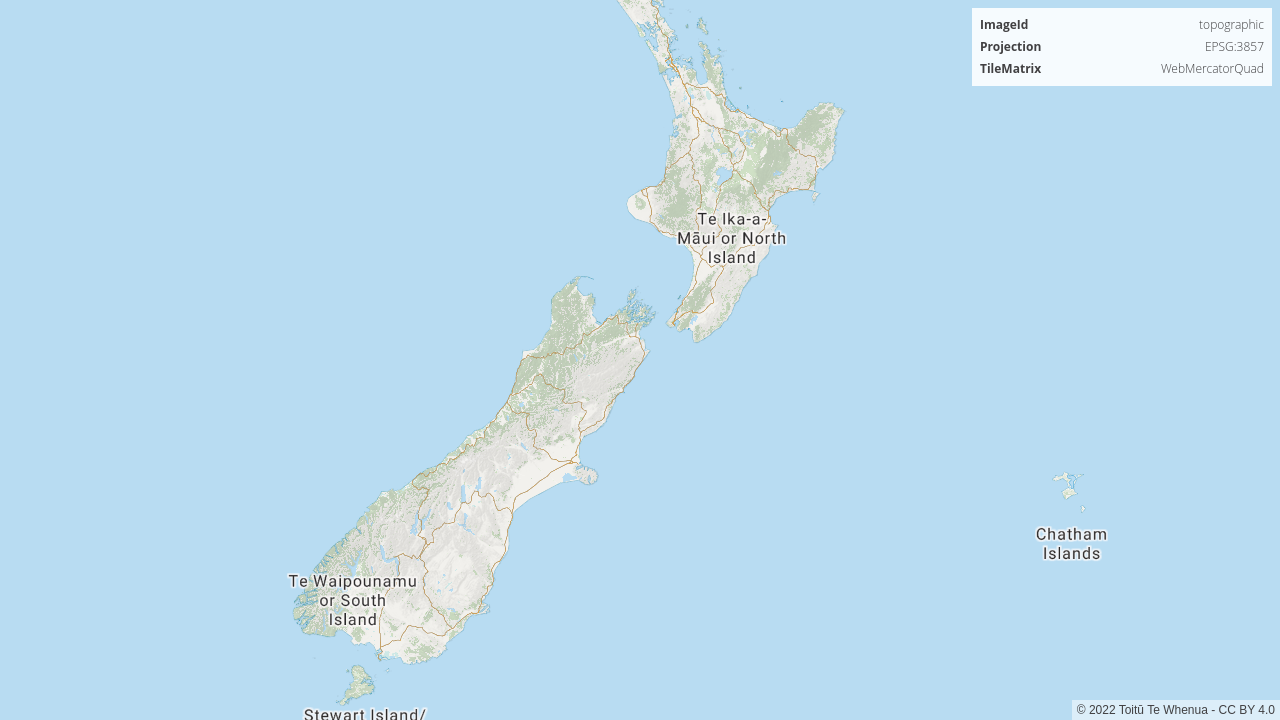 ImageId topographic
Projection EPSG:3857
TileMatrix WebMercatorQuad
Te Ika-a-
Māui or North
Island
Chatham
Islands
Te Waipounamu
or South
Island
Stewart Island/
© 2022 Toitū Te Whenua - CC BY 4.0